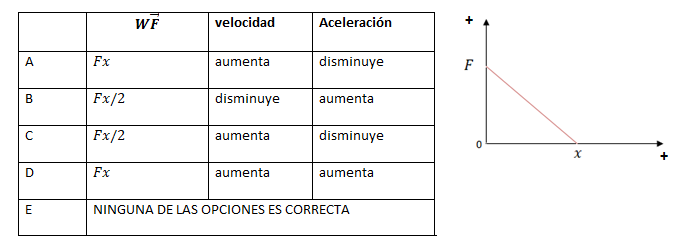 WF⃗ velocidad Aceleración
A Fx aumenta disminuye
B Fx/2 disminuye aumenta
C Fx/2 aumenta disminuye
D Fx aumenta aumenta
E NINGUNA DE LAS OPCIONES ES CORRECTA
+
F
0
x
+